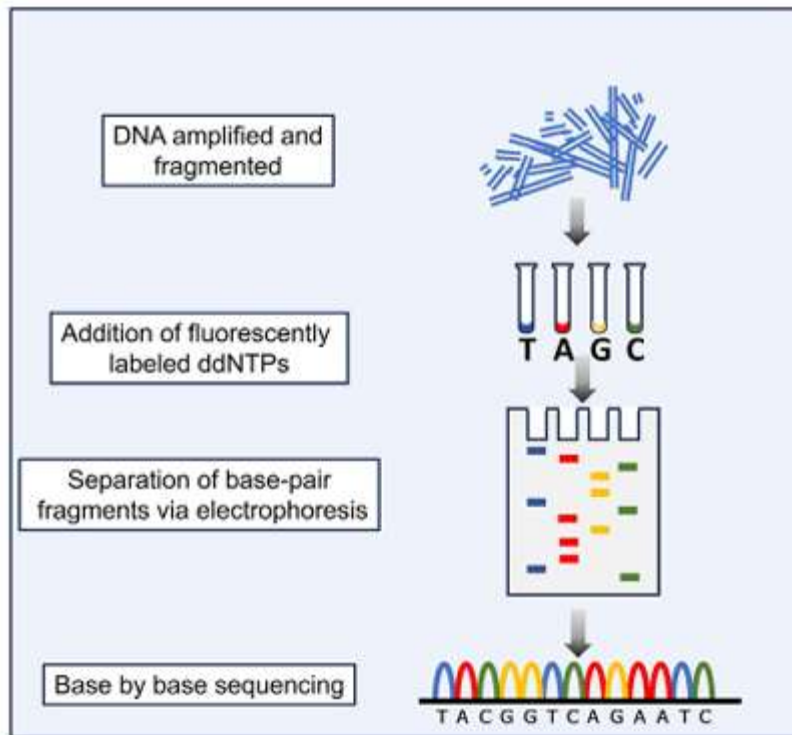 DNA amplified and
fragmented
T A G C
Addition of fluorescently
labeled ddNTPs
Separation of base-pair
fragments via electrophoresis
Base by base sequencing
T A C G G T C A G A A T C